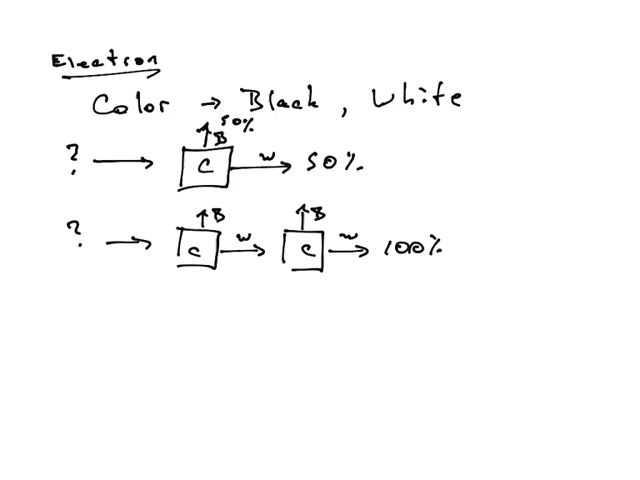 Electron
Color → Black, White
50%
? → C ↑ B w → 50%
↑ B ↑ B
? → C w → C w → 100%